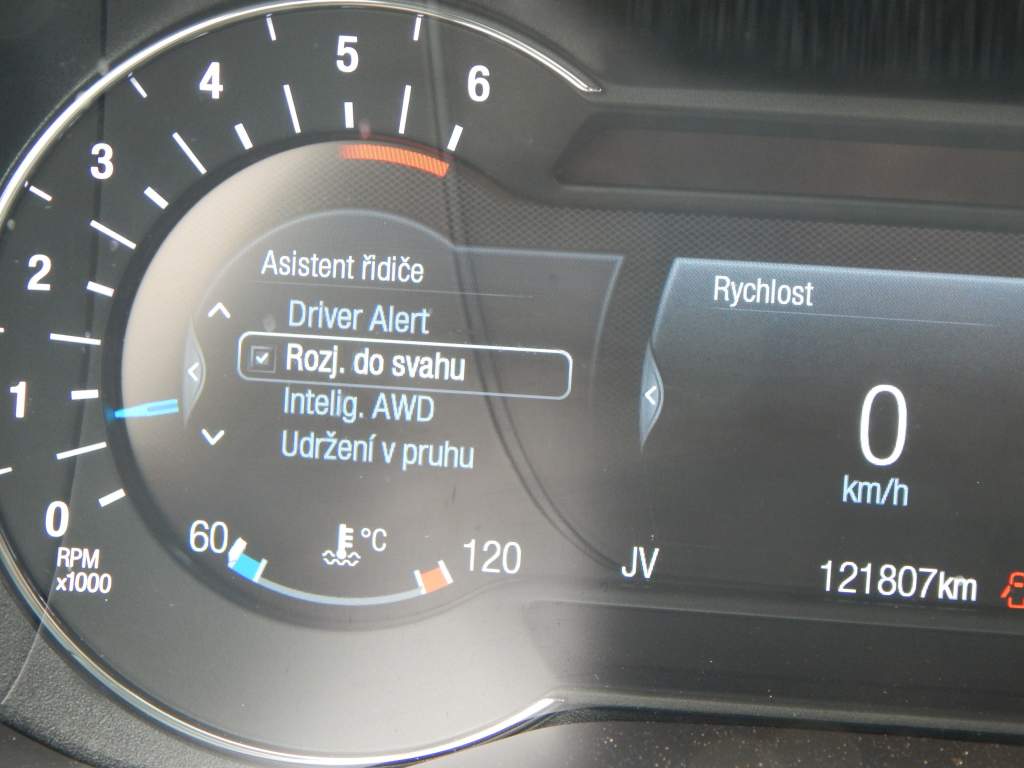 0
1
2
3
4
5
6
RPM
x1000
Asistent řidiče
Driver Alert
Rozj. do svahu
Intelig. AWD
Udržení v pruhu
60
°C
120
Rychlost
0
km/h
JV
121807km